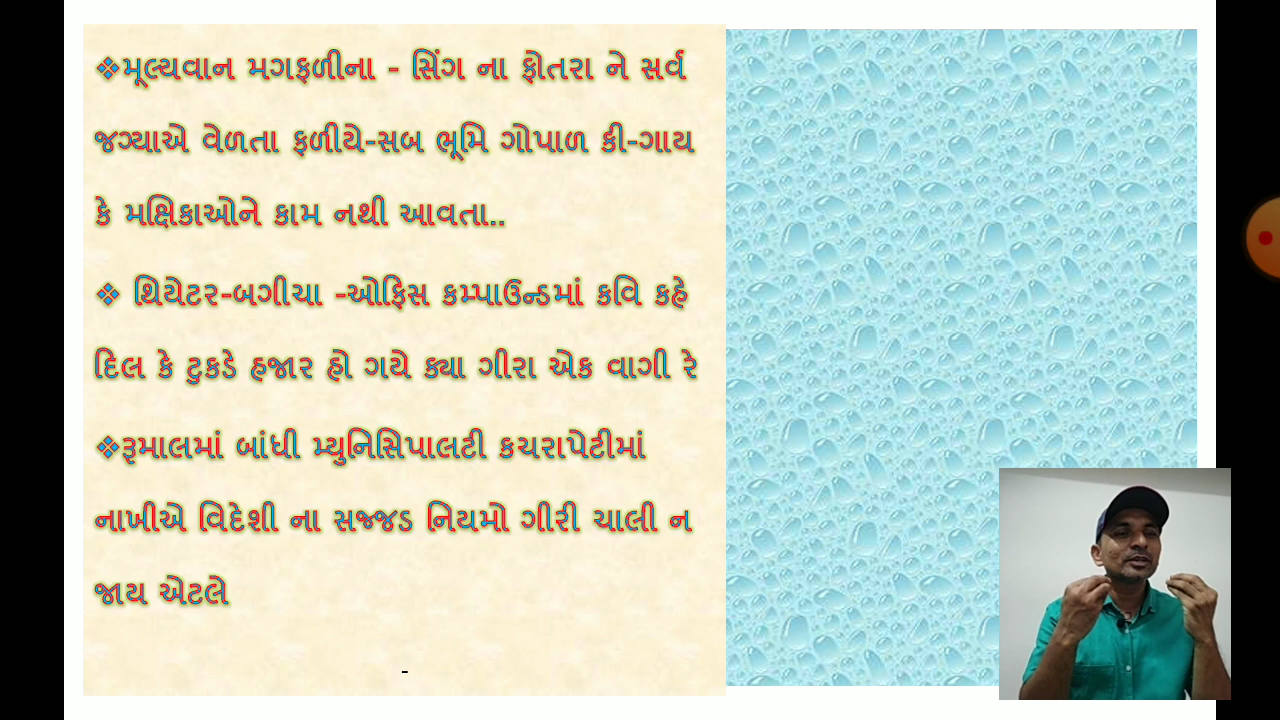 ❖મૂલ્યવાન મગફળીના - સિંગ ના ફોતરા ને સર્વ
જગ્યાએ વેળતા ફળીયે-સબ ભૂમિ ગોપાળ કી-ગાય
કે મક્ષિકાઓને કામ નથી આવતા..
❖ થિયેટર-બગીચા -ઓફિસ કમ્પાઉન્ડમાં કવિ કહે
દિલ કે ટુકડે હજાર હો ગયે ક્યા ગીરા એક વાગી રે
❖રૂમાલમાં બાંધી મ્યુનિસિપાલટી કચરાપેટીમાં
નાખીએ વિદેશી ના સજ્જડ નિયમો ગીરી ચાલી ન
જાય એટલે
-